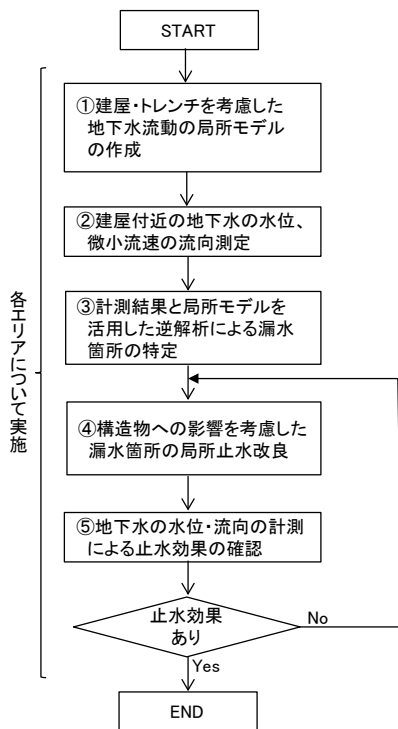 START
①建屋・トレンチを考慮した
地下水流動の局所モデル
の作成
②建屋付近の地下水の水位、
微小流速の流向測定
③計測結果と局所モデルを
活用した逆解析による漏水
箇所の特定
④構造物への影響を考慮した
漏水箇所の局所止水改良
⑤地下水の水位・流向の計測
による止水効果の確認
止水効果
あり
No
Yes
END
各エリアについて実施